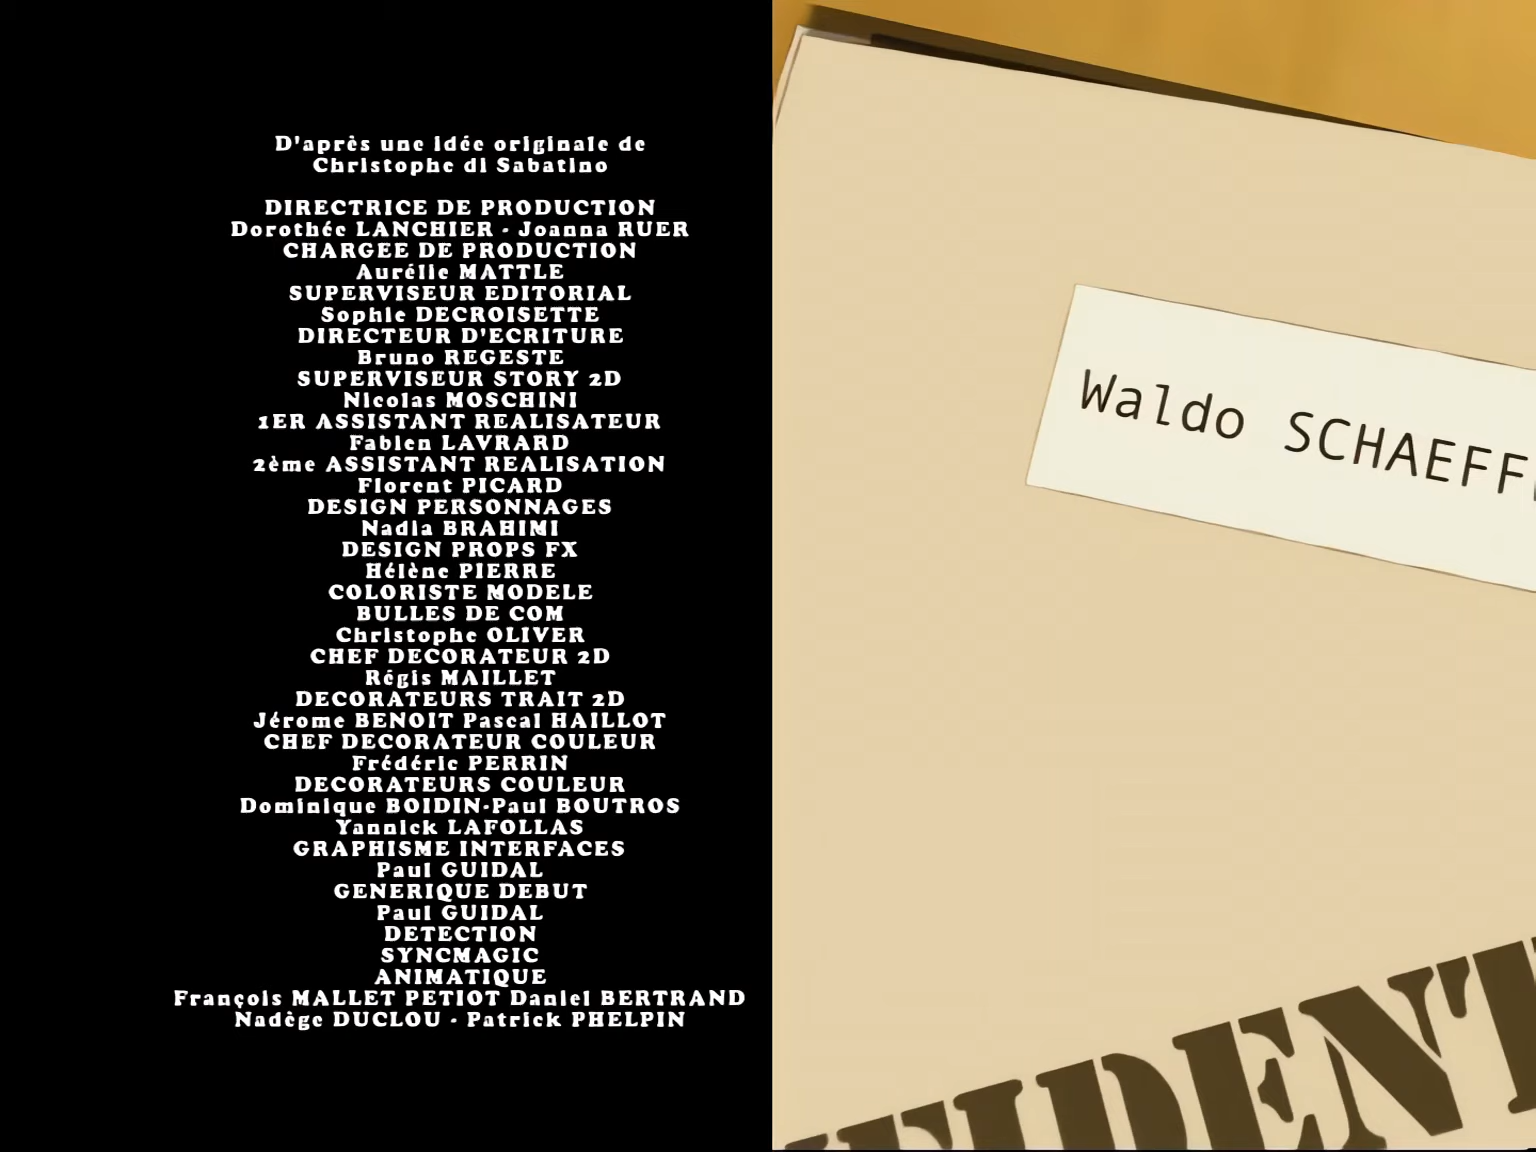 D'après une idée originale de
Christophe di Sabatino
DIRECTRICE DE PRODUCTION
Dorothée LANCHIER - Joanna RUER
CHARGEE DE PRODUCTION
Aurélie MATTLE
SUPERVISEUR EDITORIAL
Sophie DECROISETTE
DIRECTEUR D'ECRITURE
Bruno REGESTE
SUPERVISEUR STORY 2D
Nicolas MOSCHINI
1ER ASSISTANT REALISATEUR
Fabien LAVRARD
2ème ASSISTANT REALISATION
Florent PICARD
DESIGN PERSONNAGES
Nadia BRAHIMI
DESIGN PROPS FX
Hélène PIERRE
COLORISTE MODELE
BULLES DE COM
Christophe OLIVER
CHEF DECORATEUR 2D
Régis MAILLET
DECORATEURS TRAIT 2D
Jérome BENOIT Pascal HAILLOT
CHEF DECORATEUR COULEUR
Frédéric PERRIN
DECORATEURS COULEUR
Dominique BOIDIN-Paul BOUTROS
Yannick LAFOLLAS
GRAPHISME INTERFACES
Paul GUIDAL
GENERIQUE DEBUT
Paul GUIDAL
DETECTION
SYNCMAGIC
ANIMATIQUE
François MALLET PETIOT Daniel BERTRAND
Nadège DUCLOU - Patrick PHELPIN
Waldo SCHAEFF
FIDENT